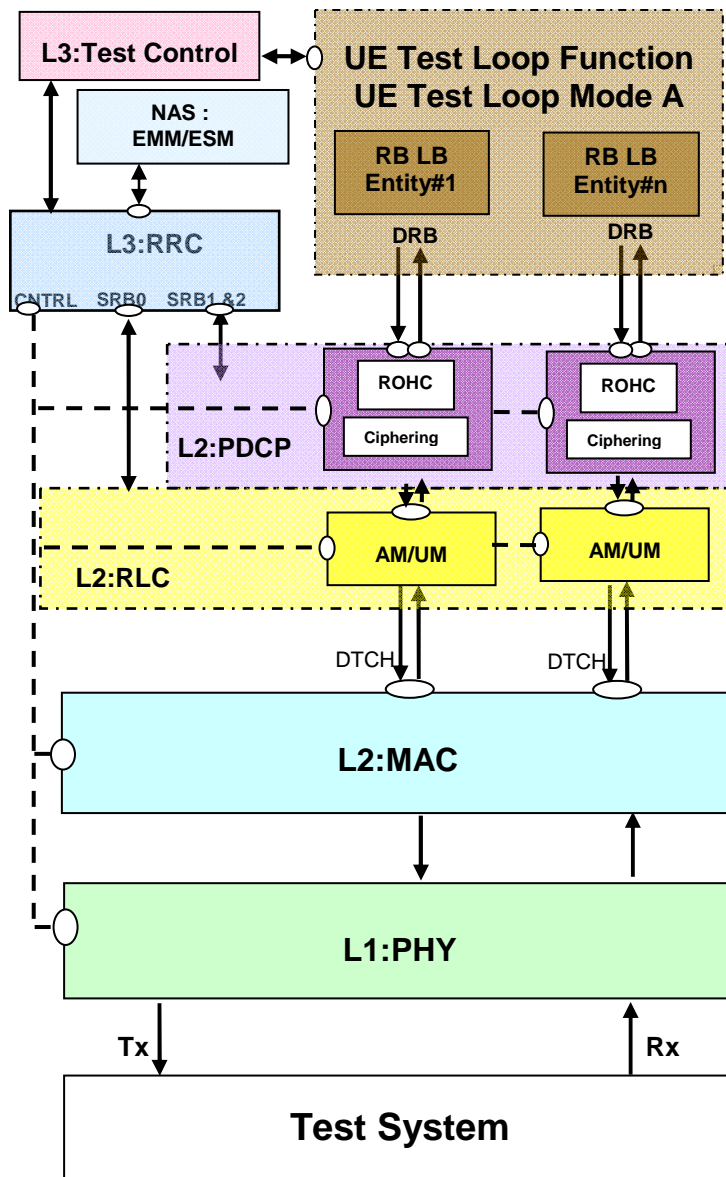 L3:Test Control
UE Test Loop Function
UE Test Loop Mode A
NAS :
EMM/ESM
RB LB
Entity#1
RB LB
Entity#n
DRB
DRB
L3:RRC
CNTRL SRB0 SRB1 &2
ROHC
Ciphering
ROHC
Ciphering
L2:PDCP
AM/UM
AM/UM
L2:RLC
DTCH
DTCH
L2:MAC
L1:PHY
Tx
Rx
Test System